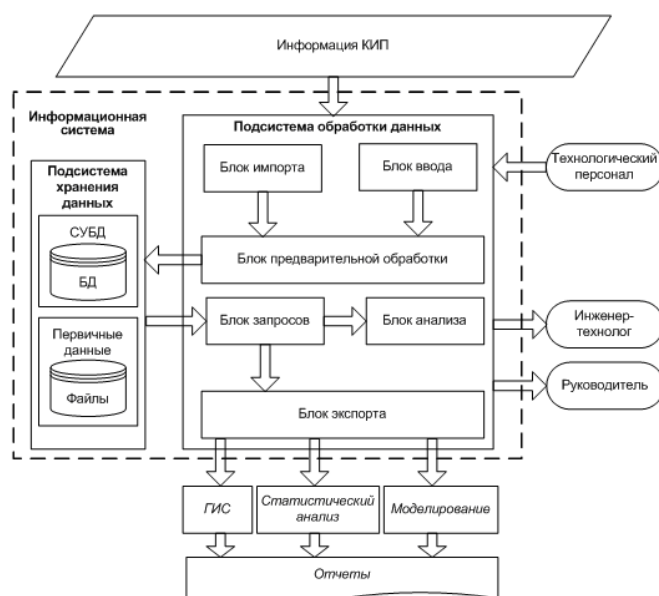 Информация КИП
Информационная
система
Подсистема обработки данных
Подсистема
хранения
данных
Блок импорта
Блок ввода
Технологический
персонал
СУБД
БД
Блок предварительной обработки
Первичные
данные
Файлы
Блок запросов
Блок анализа
Инженер-
технолог
Руководитель
Блок экспорта
ГИС
Статистический
анализ
Моделирование
Отчеты